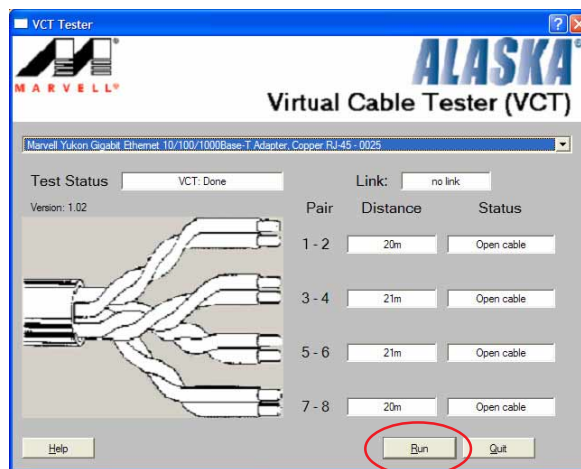 VCT Tester
MARVELL®
ALASKA®
Virtual Cable Tester (VCT)
Marvell Yukon Gigabit Ethernet 10/100/1000Base-T Adapter, Copper RJ-45 - 0025
Test Status VCT: Done Link: no link
Version: 1.02
Pair Distance Status
1 - 2 20m Open cable
3 - 4 21m Open cable
5 - 6 21m Open cable
7 - 8 20m Open cable
Help Run Quit